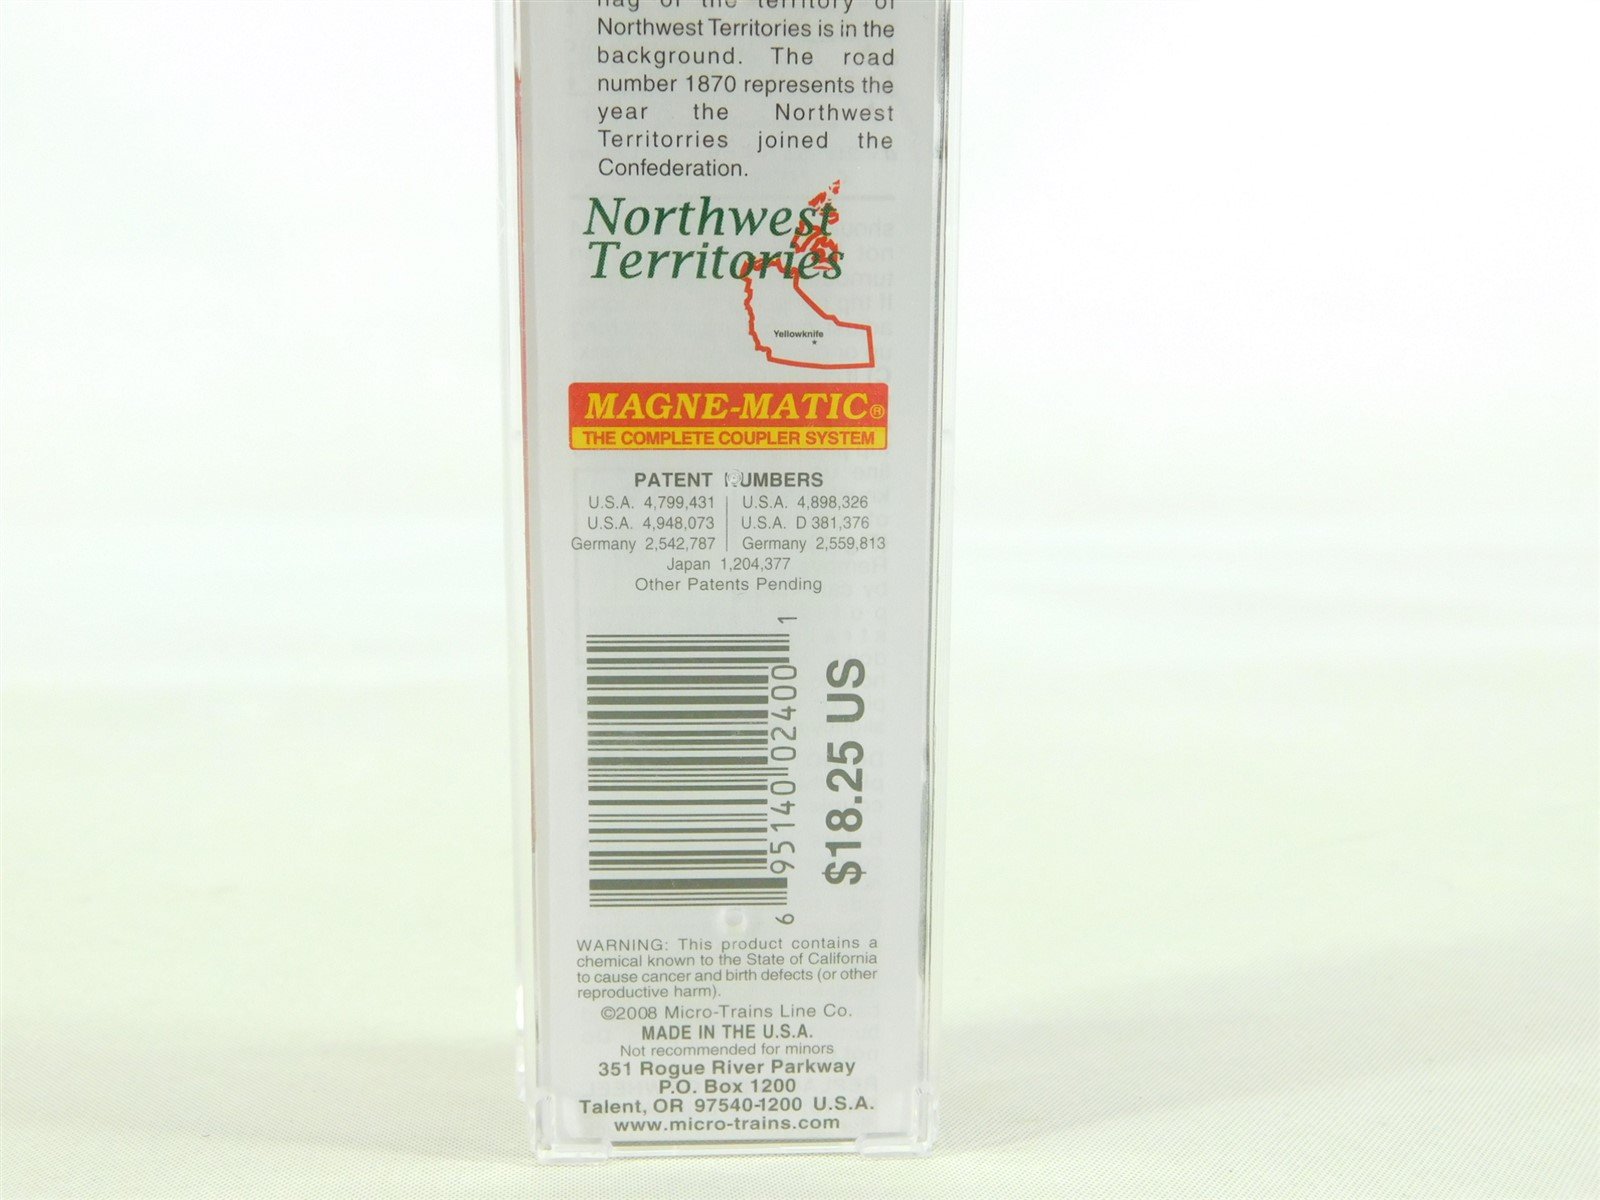 flag of the territory of
Northwest Territories is in the
background. The road
number 1870 represents the
year the Northwest
Territorries joined the
Confederation.
Northwest
Territories
Yellowknife
MAGNE-MATIC®
THE COMPLETE COUPLER SYSTEM
PATENT NUMBERS
U.S.A. 4,799,431 U.S.A. 4,898,326
U.S.A. 4,948,073 U.S.A. D 381,376
Germany 2,542,787 Germany 2,559,813
Japan 1,204,377
Other Patents Pending
6 95140 02400 1
$18.25 US
WARNING: This product contains a
chemical known to the State of California
to cause cancer and birth defects (or other
reproductive harm).
©2008 Micro-Trains Line Co.
MADE IN THE U.S.A.
Not recommended for minors
351 Rogue River Parkway
P.O. Box 1200
Talent, OR 97540-1200 U.S.A.
www.micro-trains.com